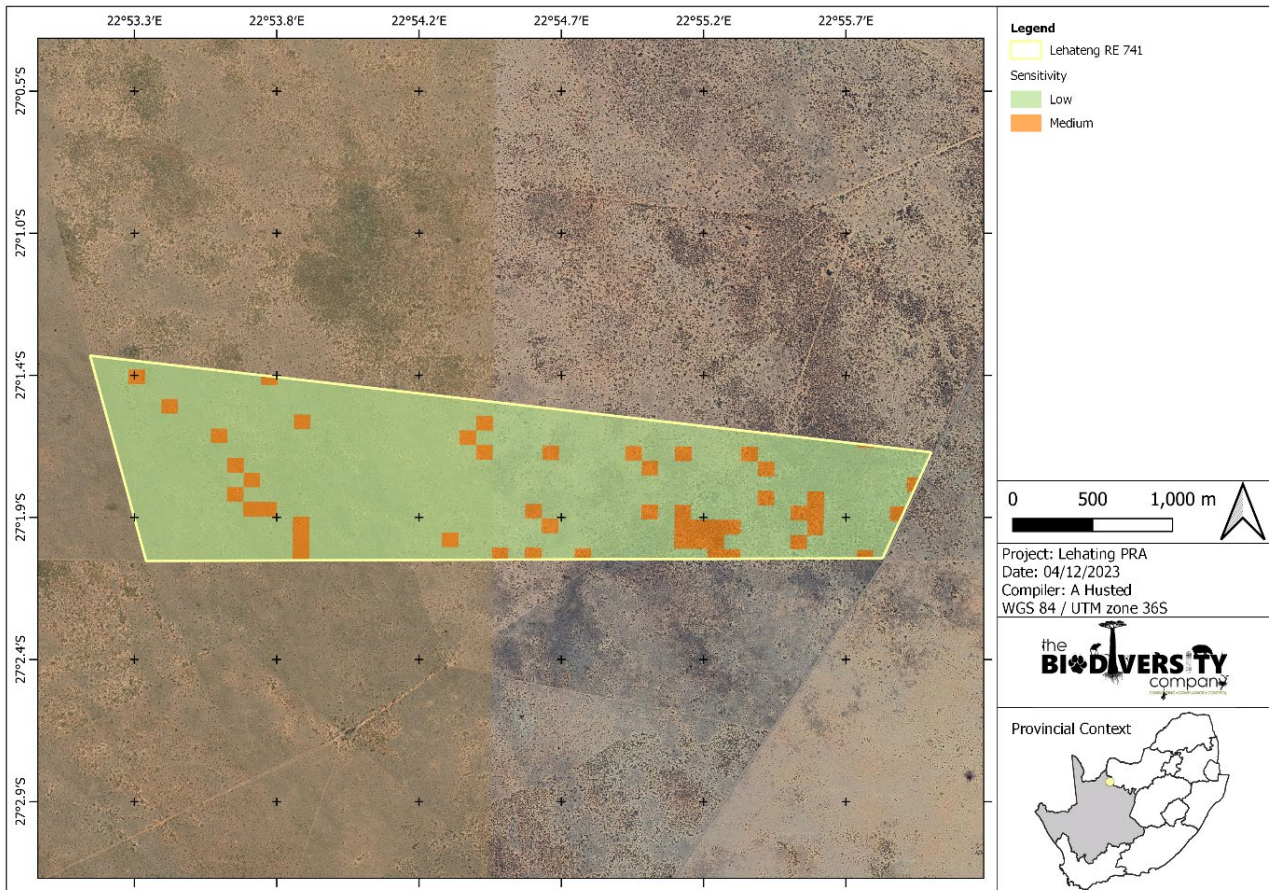 22°53.3'E 22°53.8'E 22°54.2'E 22°54.7'E 22°55.2'E 22°55.7'E
27°0.5'S
27°1.0'S
27°1.4'S
27°1.9'S
27°2.4'S
27°2.9'S
Legend
Lehateng RE 741
Sensitivity
Low
Medium
0 500 1,000 m
Project: Lehating PRA
Date: 04/12/2023
Compiler: A Husted
WGS 84 / UTM zone 36S
the
BIODIVERSITY
company
Provincial Context